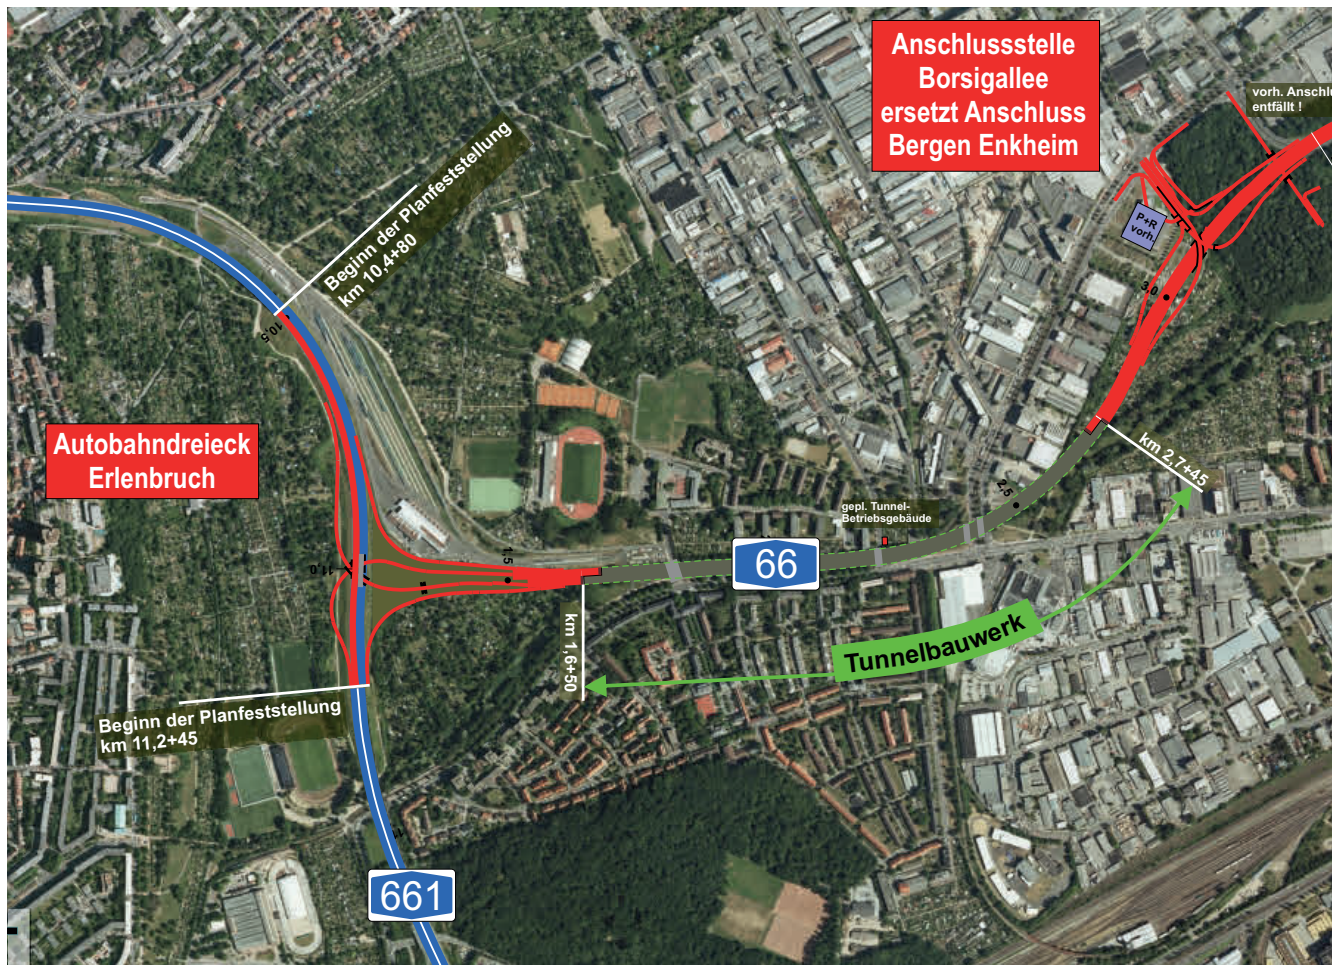 Anschlussstelle
Borsigallee
ersetzt Anschluss
Bergen Enkheim
vorh. Anschlu
entfällt !
Beginn der Planfeststellung
km 10,4+80
P+R
vorh.
3,0
10,5
Autobahndreieck
Erlenbruch
km 2,7+45
2,5
gepl. Tunnel-
Betriebsgebäude
1,5
11,0
66
km 1,6+50
Tunnelbauwerk
Beginn der Planfeststellung
km 11,2+45
661